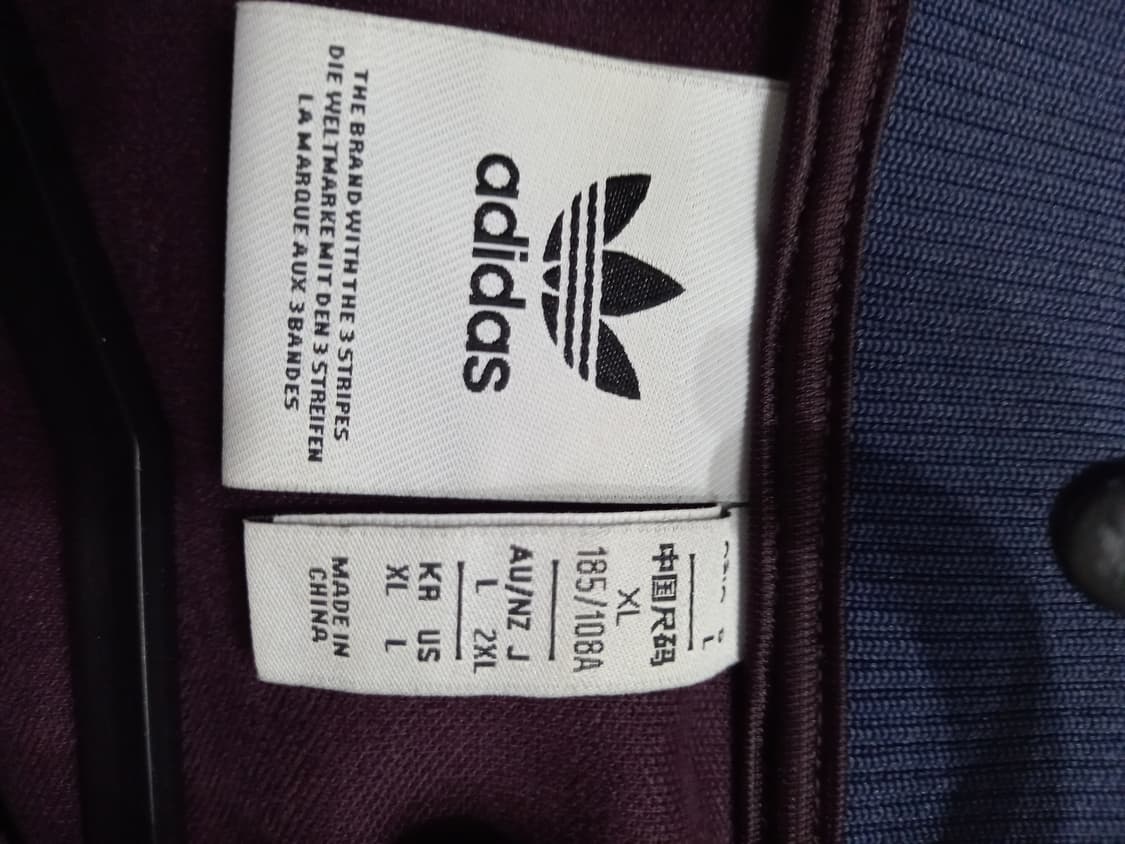 adidas
THE BRAND WITH THE 3 STRIPES
DIE WELTMARKE MIT DEN 3 STREIFEN
LA MARQUE AUX 3 BANDES
L
中国尺码
XL
185/108A
AU/NZ J
L 2XL
KR US
XL L
MADE IN
CHINA